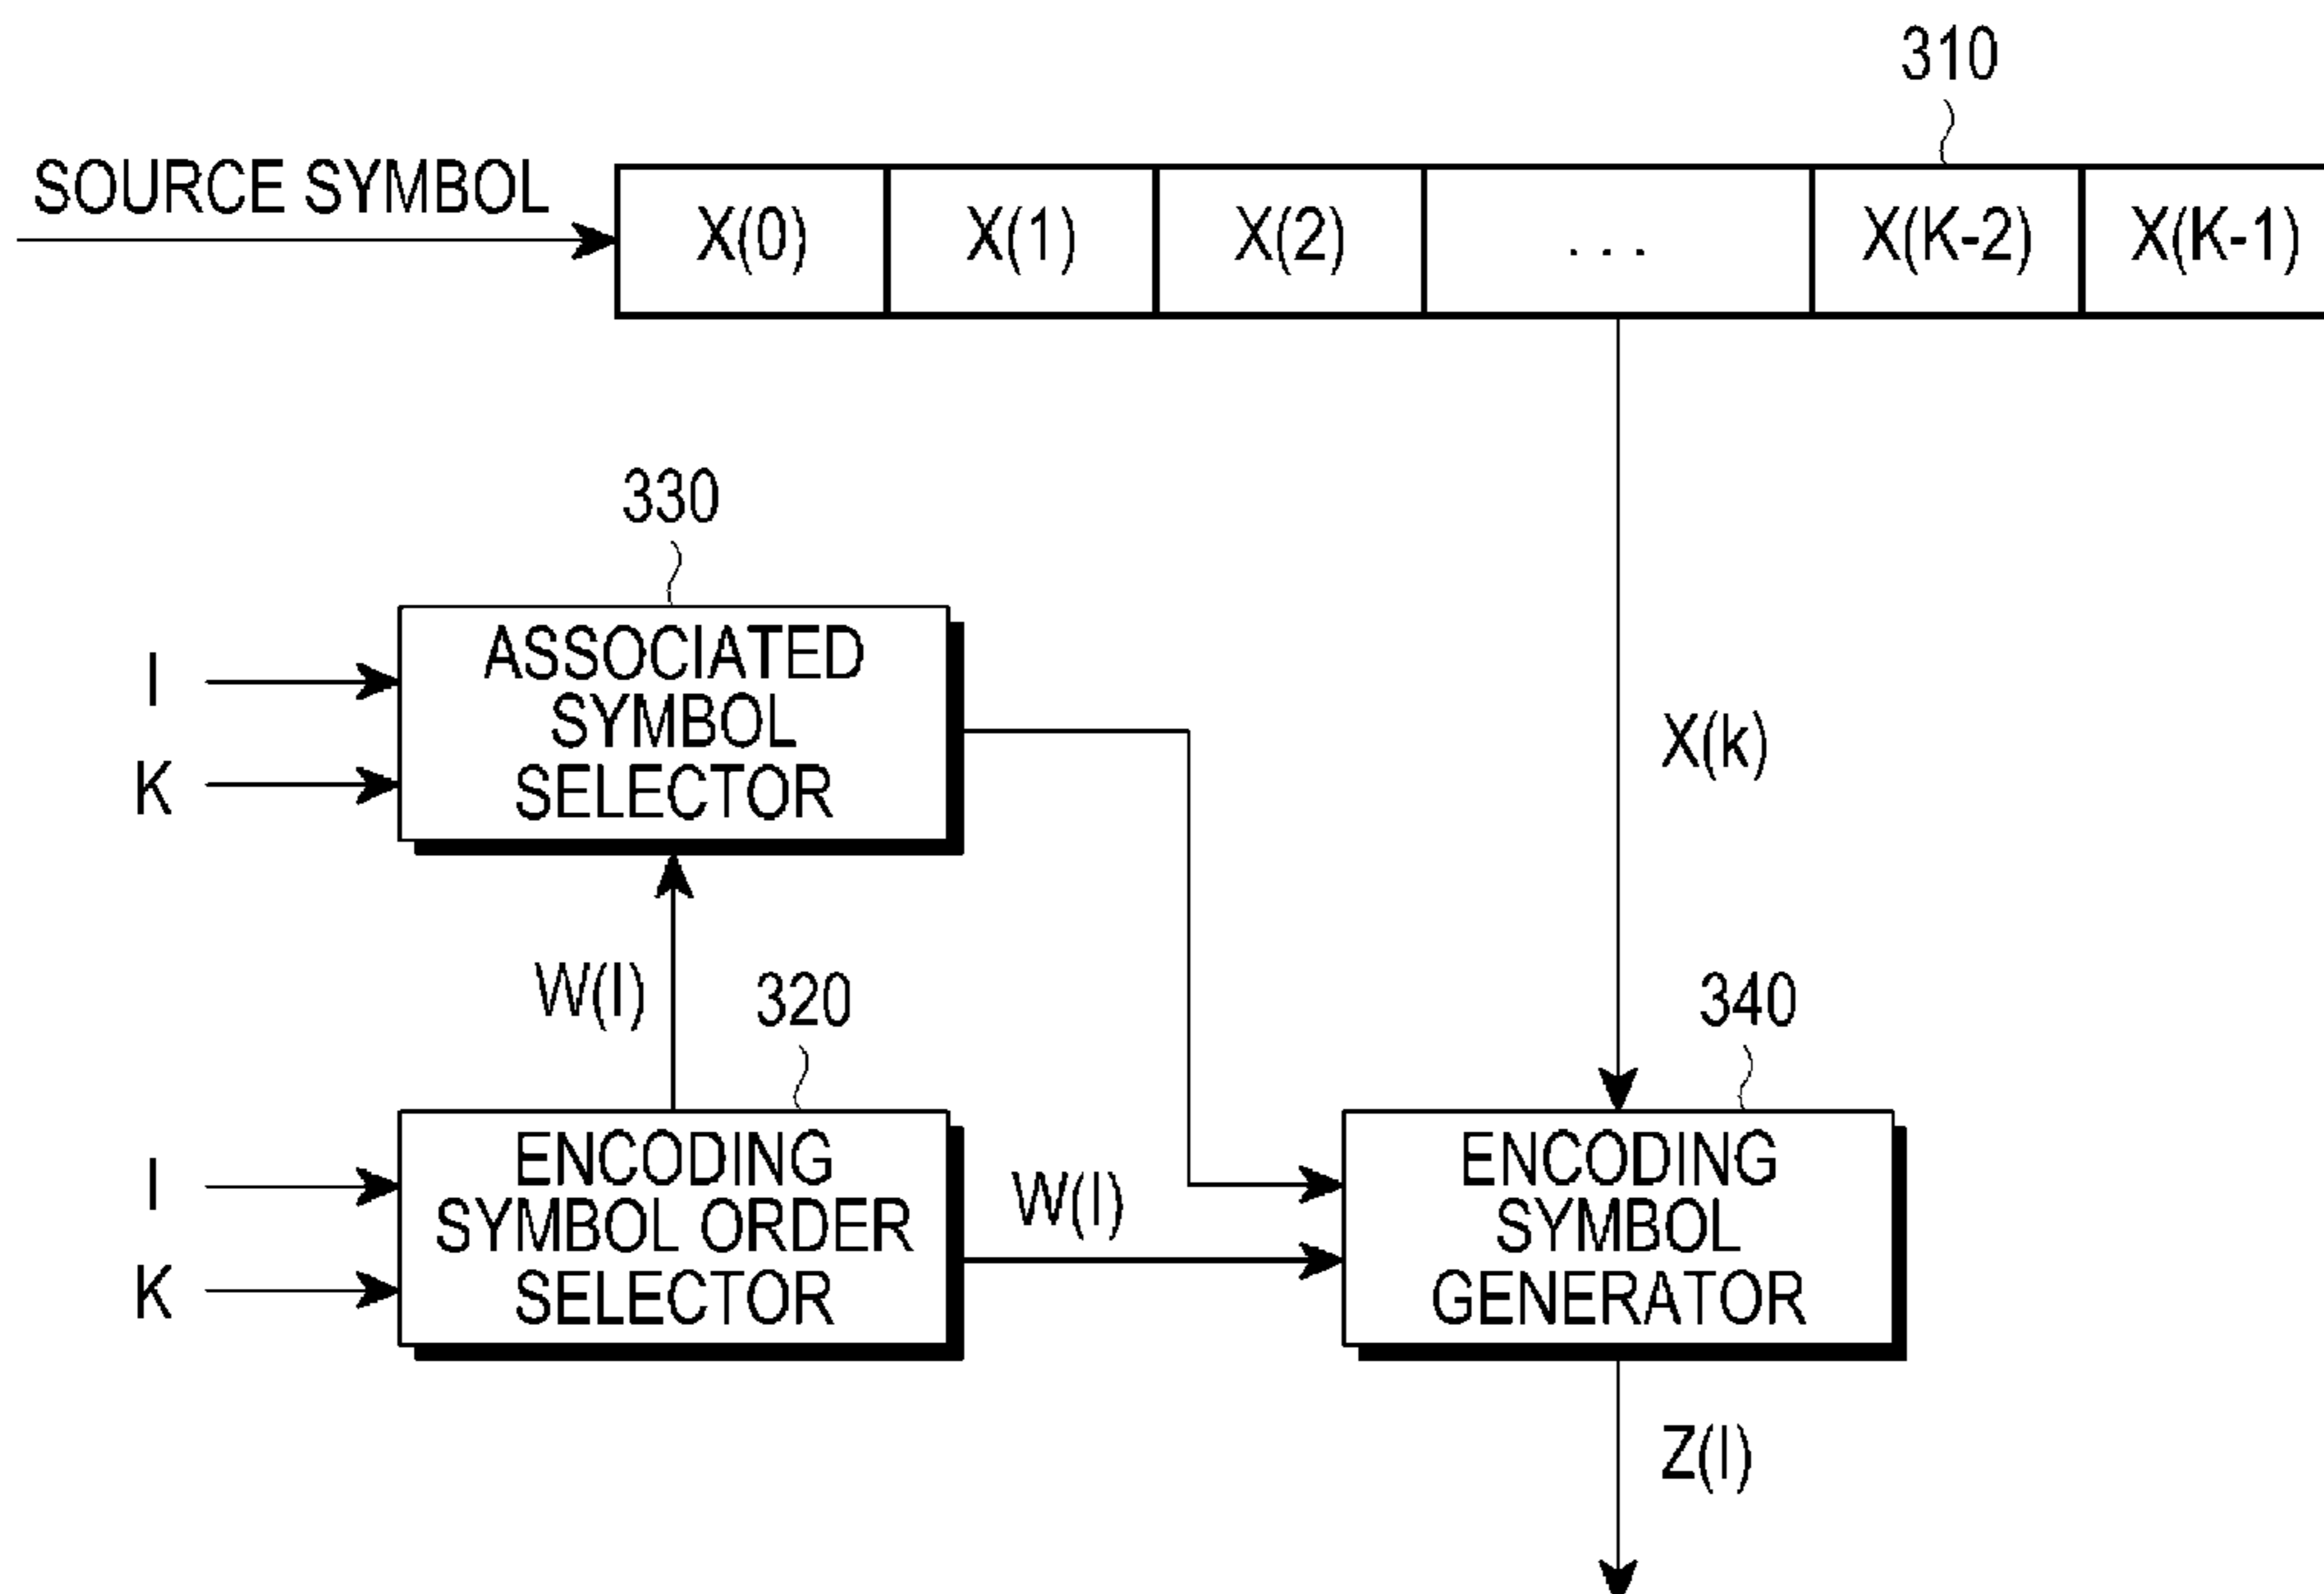 310
SOURCE SYMBOL
X(0) X(1) X(2) . . . X(K-2) X(K-1)
330
I
K
ASSOCIATED
SYMBOL
SELECTOR
X(k)
W(I)
320
340
I
K
ENCODING
SYMBOL ORDER
SELECTOR
W(I)
ENCODING
SYMBOL
GENERATOR
Z(I)